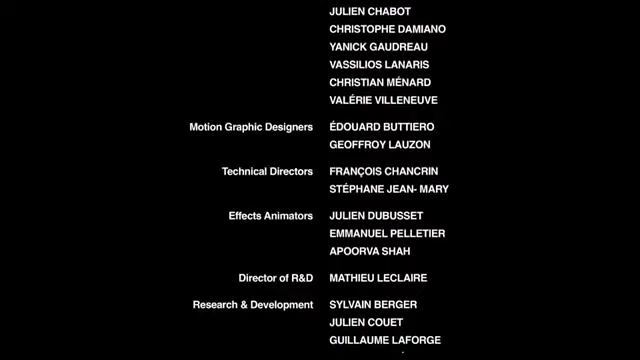 JULIEN CHABOT
CHRISTOPHE DAMIANO
YANICK GAUDREAU
VASSILIOS LANARIS
CHRISTIAN MÉNARD
VALÉRIE VILLENEUVE
Motion Graphic Designers ÉDOUARD BUTTIERO
GEOFFROY LAUZON
Technical Directors FRANÇOIS CHANCRIN
STÉPHANE JEAN- MARY
Effects Animators JULIEN DUBUSSET
EMMANUEL PELLETIER
APOORVA SHAH
Director of R&D MATHIEU LECLAIRE
Research & Development SYLVAIN BERGER
JULIEN COUET
GUILLAUME LAFORGE